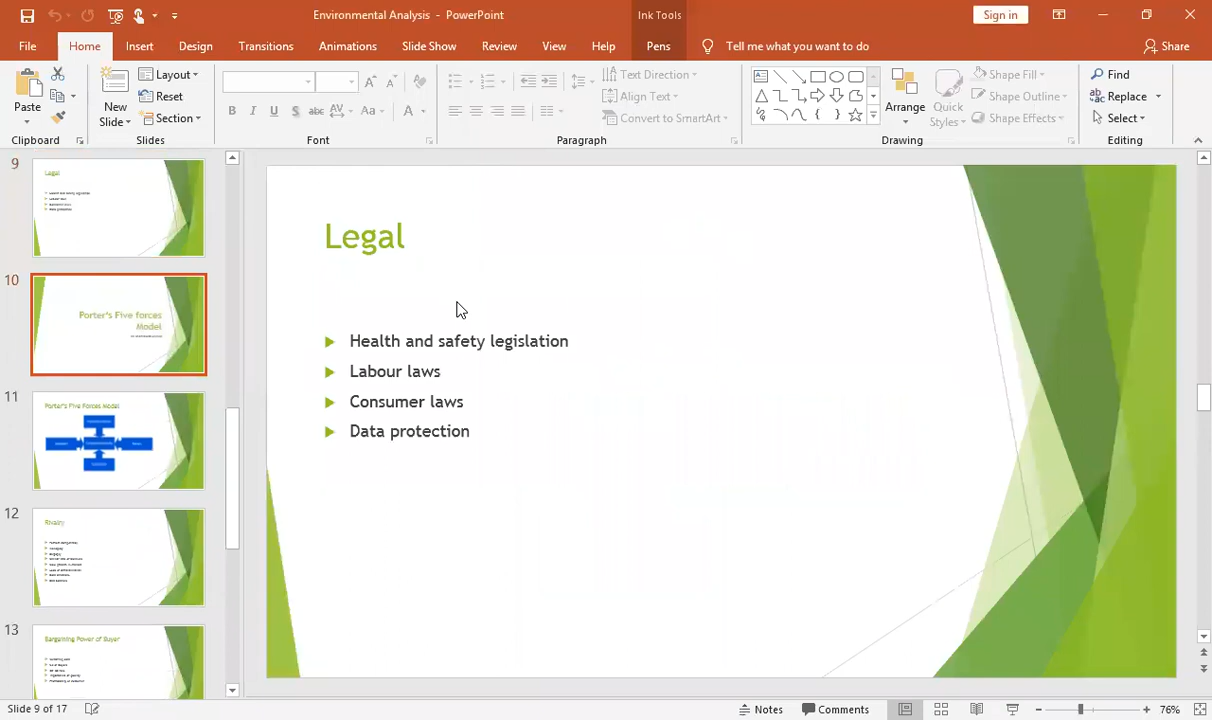 Environmental Analysis - PowerPoint
Ink Tools
Sign in
File Home Insert Design Transitions Animations Slide Show Review View Help Pens Tell me what you want to do Share
Paste
Clipboard
New Slide
Layout
Reset
Section
Slides
B I U S abc AV Aa A
Font
Text Direction
Align Text
Convert to SmartArt
Paragraph
Arrange
Quick Styles
Shape Fill
Shape Outline
Shape Effects
Drawing
Find
Replace
Select
Editing
9
Legal
10
Porter's Five forces
Model
11
Porter's Five Forces Model
12
Rivalry
13
Bargaining Power of Buyer
Legal
Health and safety legislation
Labour laws
Consumer laws
Data protection
Slide 9 of 17
Notes
Comments
76%